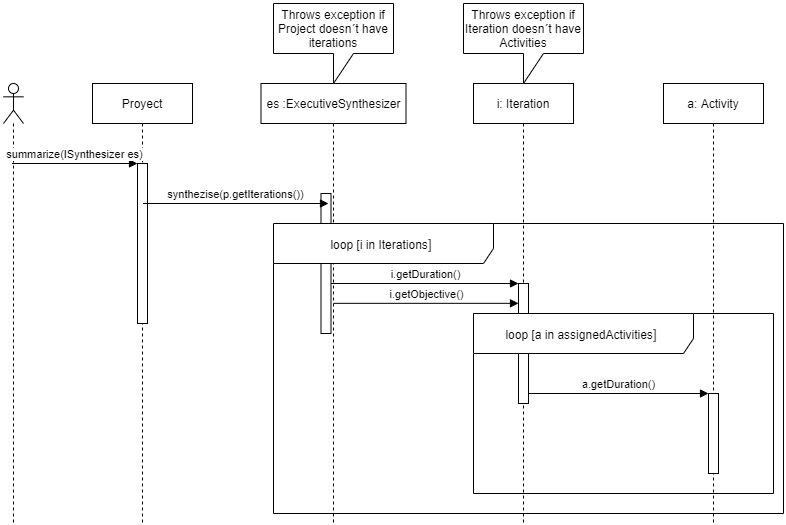 Throws exception if
Project doesn´t have
iterations
Throws exception if
Iteration doesn´t have
Activities
Proyect
es :ExecutiveSynthesizer
i: Iteration
a: Activity
summarize(ISynthesizer es)
synthezise(p.getIterations())
loop [i in Iterations]
i.getDuration()
i.getObjective()
loop [a in assignedActivities]
a.getDuration()